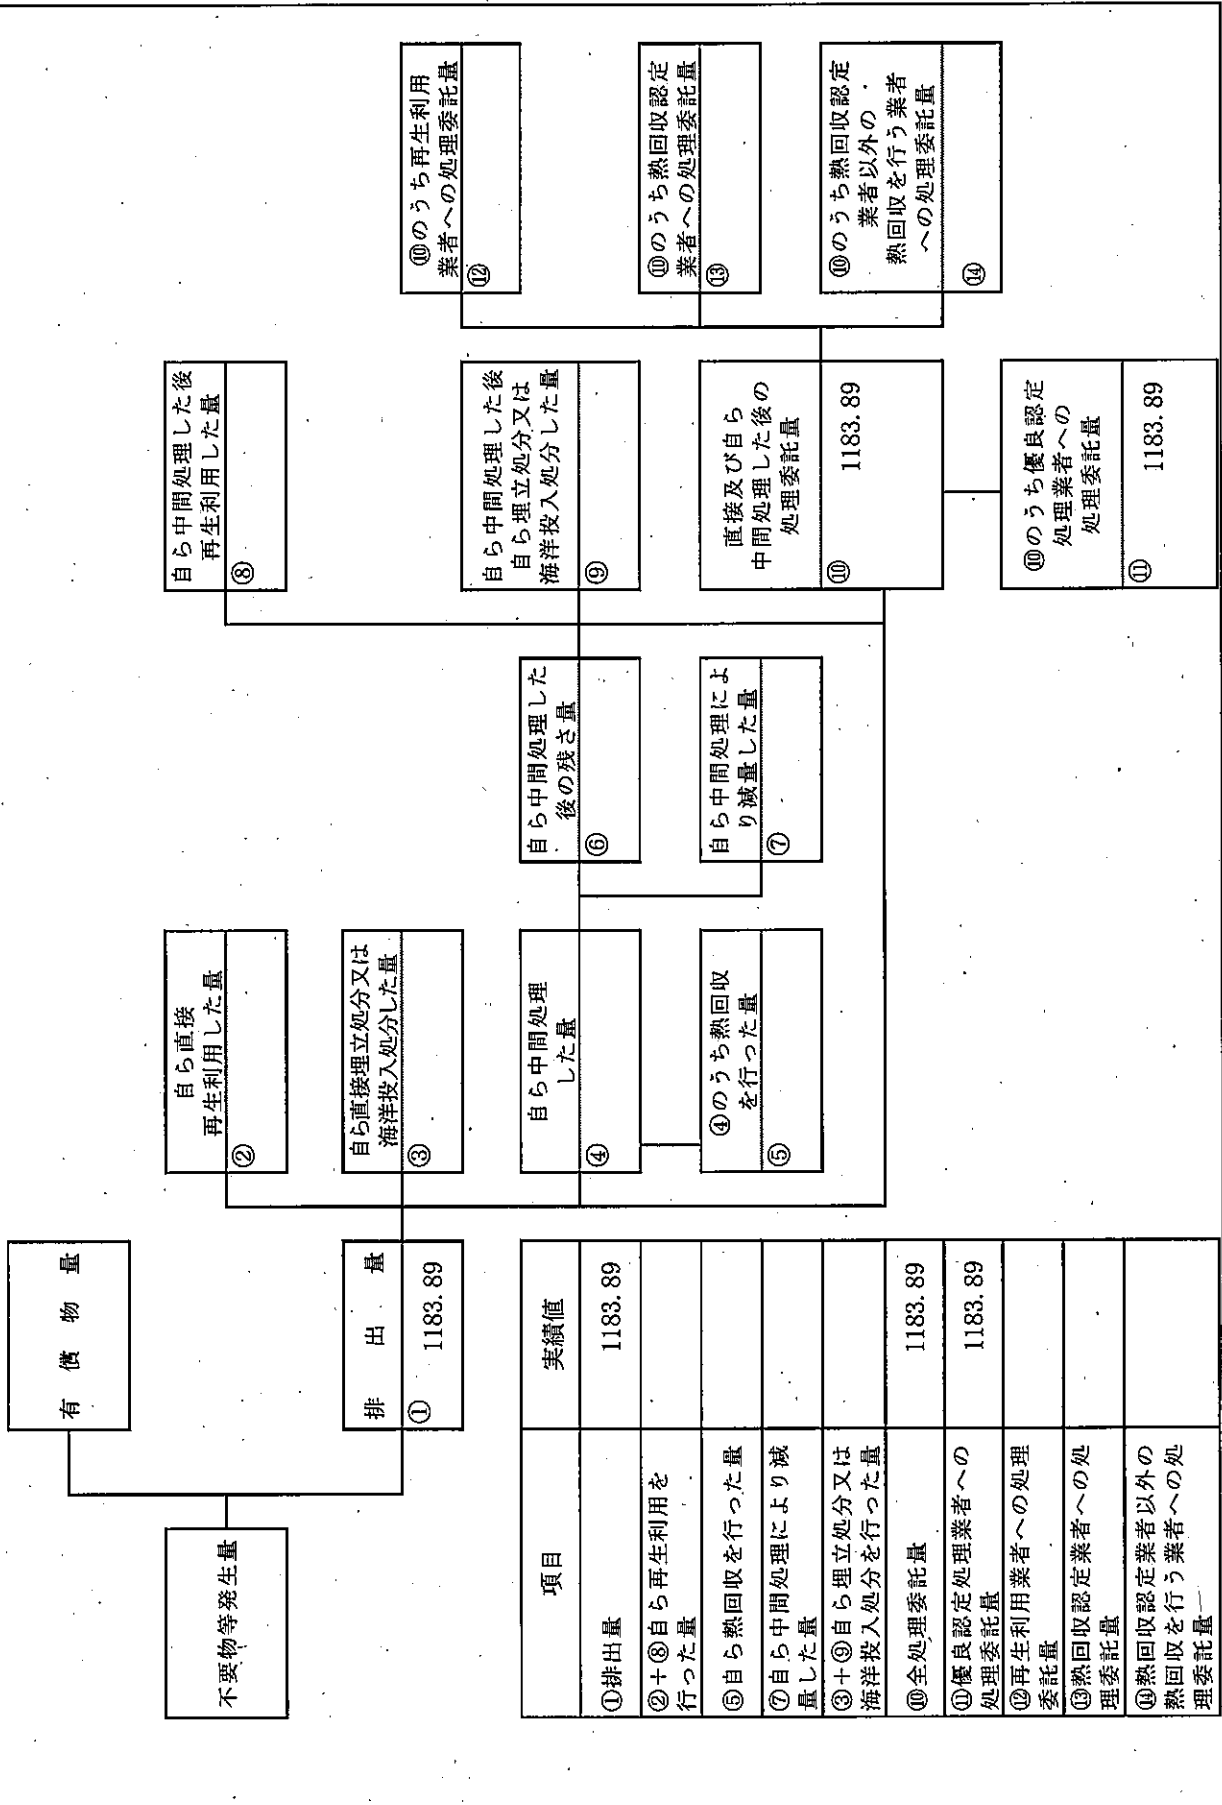 有償物量
不要物等発生量
排出量
① 1183.89
自ら直接
再生利用した量
②
自ら直接埋立処分又は
海洋投入処分した量
③
自ら中間処理
した量
④
④のうち熱回収
を行った量
⑤
自ら中間処理した
後の残さ量
⑥
自ら中間処理によ
り減量した量
⑦
自ら中間処理した後
再生利用した量
⑧
自ら中間処理した後
自ら埋立処分又は
海洋投入処分した量
⑨
直接及び自ら
中間処理した後の
処理委託量
⑩ 1183.89
⑩のうち優良認定
処理業者への
処理委託量
⑪ 1183.89
⑩のうち再生利用
業者への処理委託量
⑫
⑩のうち熱回収認定
業者への処理委託量
⑬
⑩のうち熱回収認定
業者以外の
熱回収を行う業者
への処理委託量
⑭
項目 実績値
①排出量 1183.89
②+⑧自ら再生利用を
行った量
⑤自ら熱回収を行った量
⑦自ら中間処理により減
量した量
③+⑨自ら埋立処分又は
海洋投入処分を行った量
⑩全処理委託量 1183.89
⑪優良認定処理業者への
処理委託量 1183.89
⑫再生利用業者への処理
委託量
⑬熱回収認定業者への処
理委託量
⑭熱回収認定業者以外の
熱回収を行う業者への処
理委託量